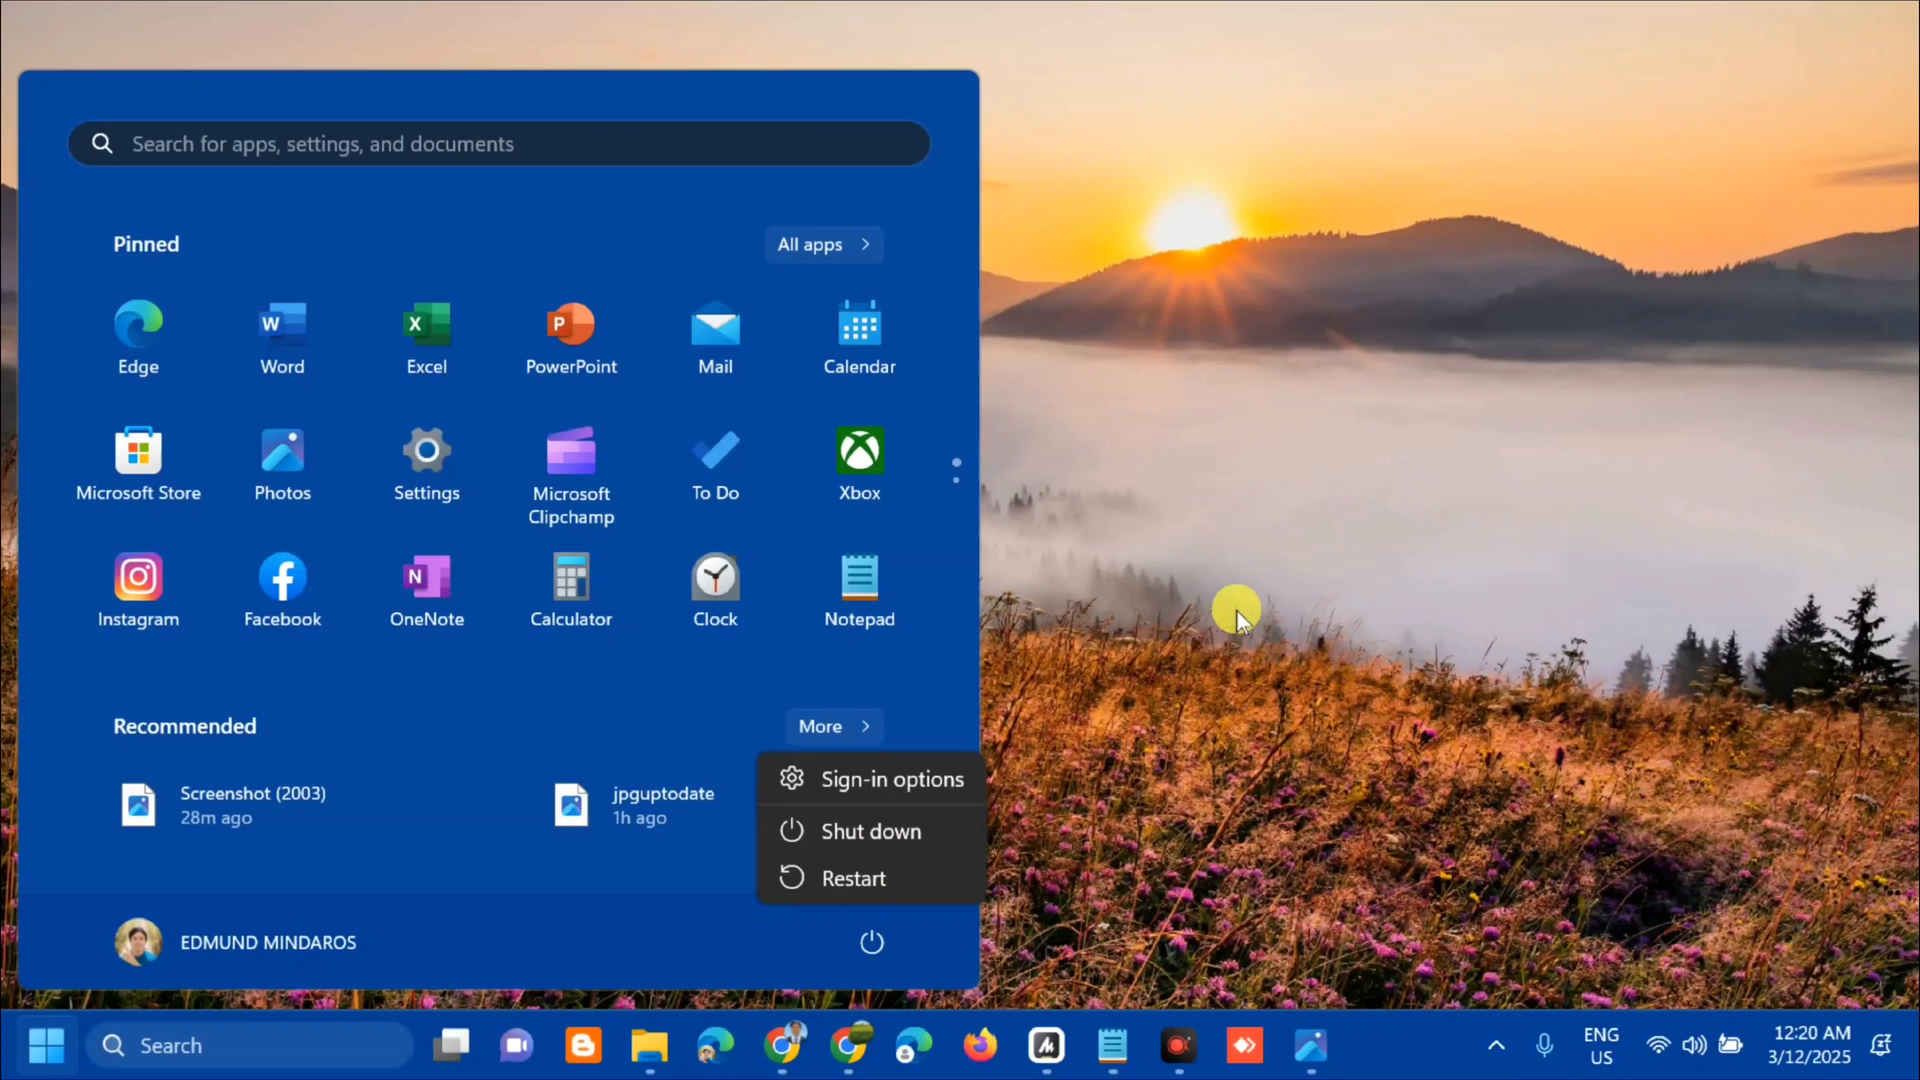 Search for apps, settings, and documents
Pinned
All apps
Edge
Word
Excel
PowerPoint
Mail
Calendar
Microsoft Store
Photos
Settings
Microsoft
Clipchamp
To Do
Xbox
Instagram
Facebook
OneNote
Calculator
Clock
Notepad
Recommended
More
Screenshot (2003)
28m ago
jpguptodate
1h ago
Sign-in options
Shut down
Restart
EDMUND MINDAROS
Search
ENG
US
12:20 AM
3/12/2025